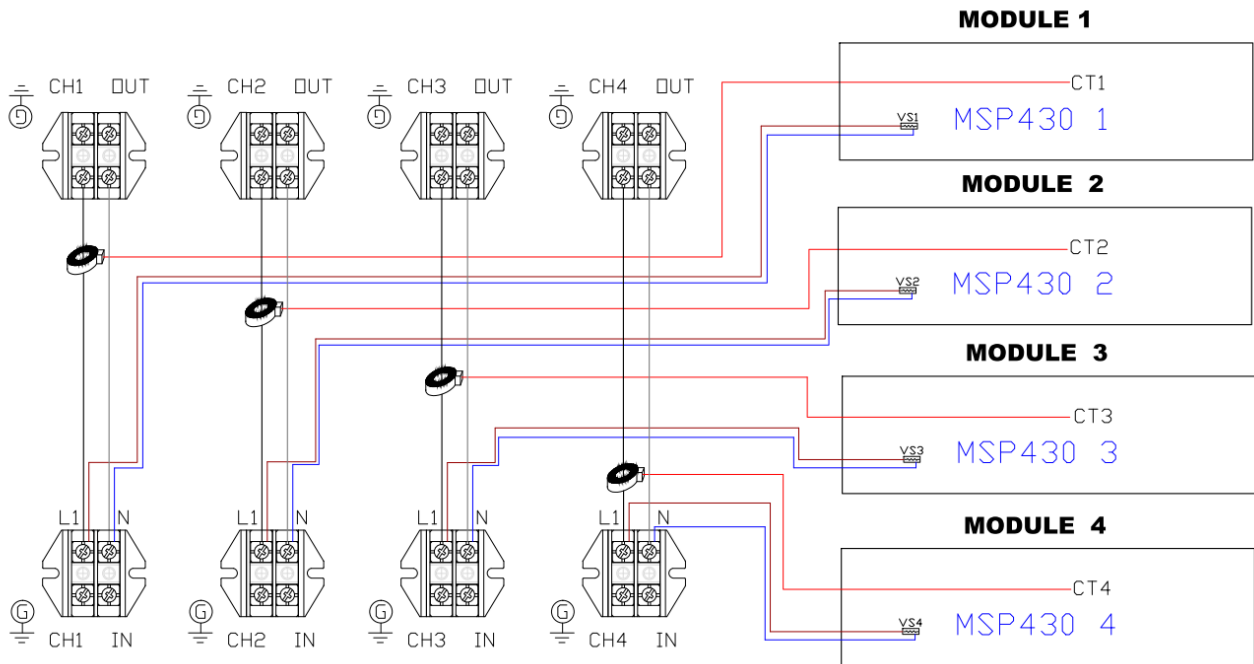 MODULE 1
CH1 OUT
CH2 OUT
CH3 OUT
CH4 OUT
G
G
G
G
CT1
VS1
MSP430 1
MODULE 2
CT2
VS2
MSP430 2
MODULE 3
CT3
VS3
MSP430 3
L1 N
L1 N
L1 N
L1 N
MODULE 4
CT4
VS4
MSP430 4
G
G
G
G
CH1 IN
CH2 IN
CH3 IN
CH4 IN